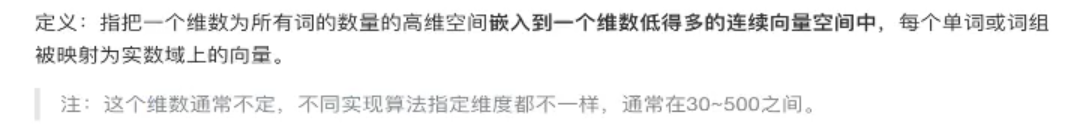 定义：指把一个维数为所有词的数量的高维空间嵌入到一个维数低得多的连续向量空间中，每个单词或词组
被映射为实数域上的向量。
注：这个维数通常不定，不同实现算法指定维度都不一样，通常在30~500之间。